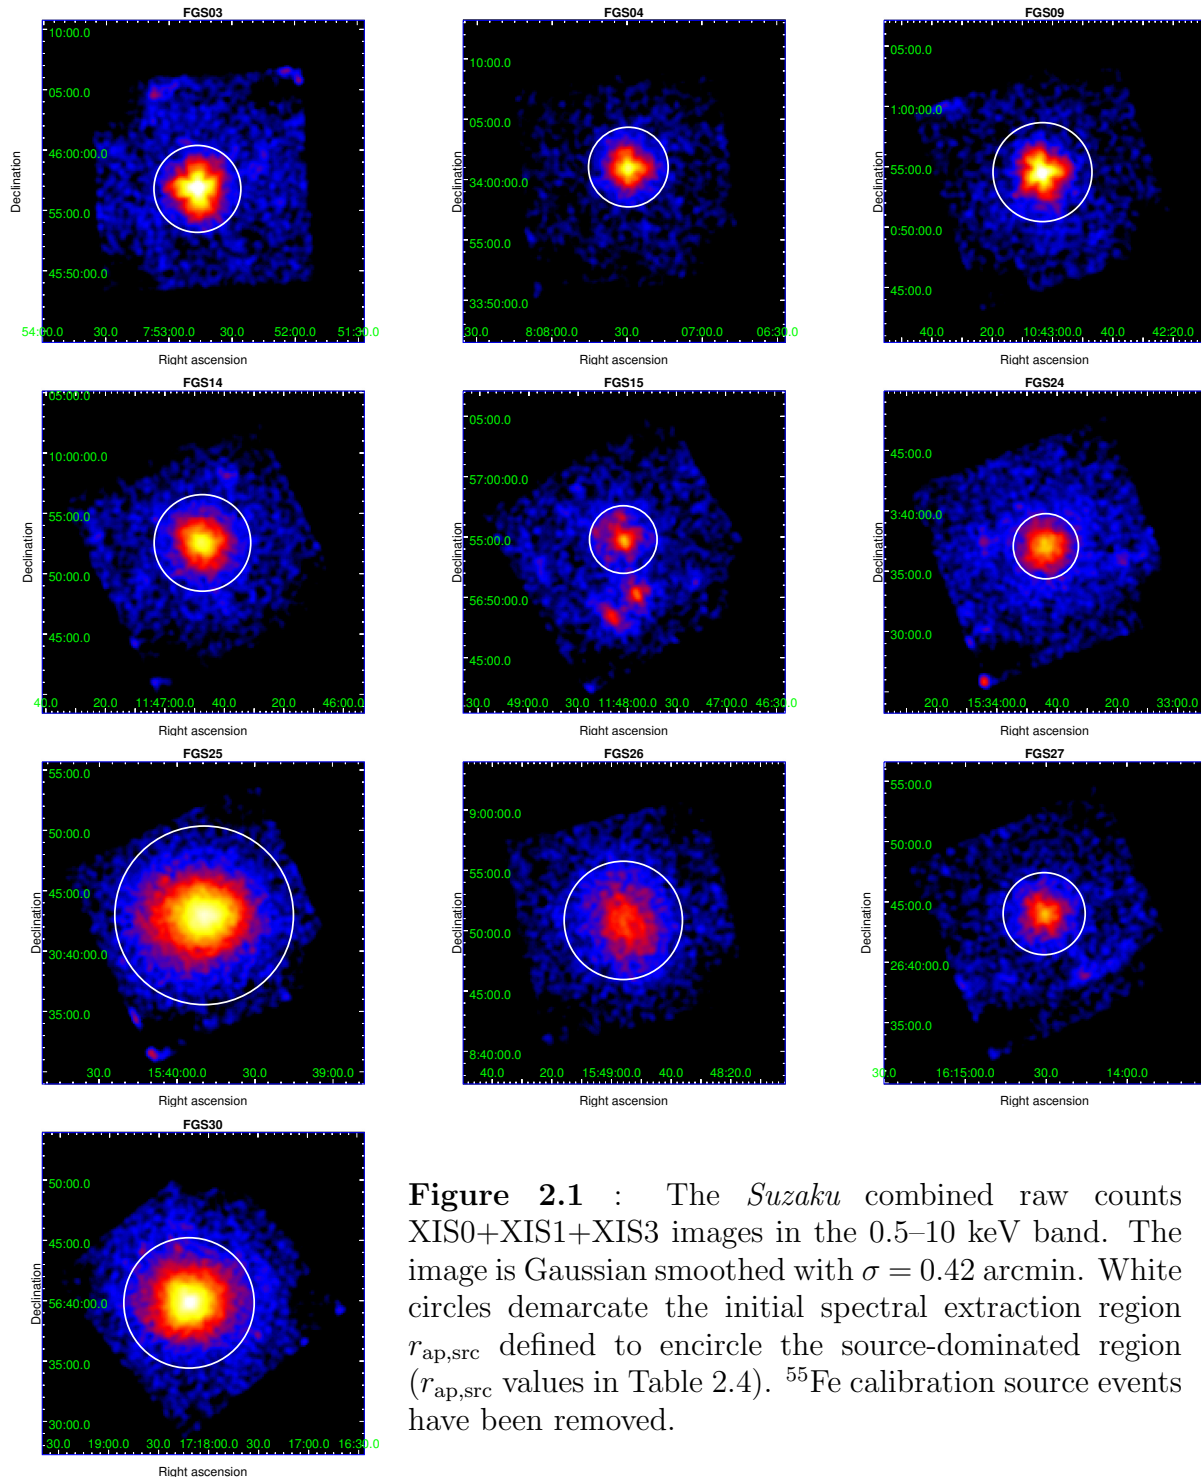 FGS03
10:00.0
05:00.0
46:00:00.0
55:00.0
45:50:00.0
54:00.0 30.0 7:53:00.0 30.0 52:00.0 51:30.0
Declination
Right ascension
FGS04
10:00.0
05:00.0
34:00:00.0
55:00.0
33:50:00.0
30.0 8:08:00.0 30.0 07:00.0 06:30.0
Declination
Right ascension
FGS09
05:00.0
1:00:00.0
55:00.0
0:50:00.0
45:00.0
40.0 20.0 10:43:00.0 40.0 42:20.0
Declination
Right ascension
FGS14
05:00.0
10:00:00.0
55:00.0
50:00.0
45:00.0
40.0 20.0 11:47:00.0 40.0 20.0 46:00.0
Declination
Right ascension
FGS15
05:00.0
57:00:00.0
55:00.0
56:50:00.0
45:00.0
30.0 49:00.0 30.0 11:48:00.0 30.0 47:00.0 46:30.0
Declination
Right ascension
FGS24
45:00.0
3:40:00.0
35:00.0
30:00.0
20.0 15:34:00.0 40.0 20.0 33:00.0
Declination
Right ascension
FGS25
55:00.0
50:00.0
45:00.0
30:40:00.0
35:00.0
30.0 15:40:00.0 30.0 39:00.0
Declination
Right ascension
FGS26
9:00:00.0
55:00.0
50:00.0
45:00.0
8:40:00.0
40.0 20.0 15:49:00.0 40.0 48:20.0
Declination
Right ascension
FGS27
55:00.0
50:00.0
45:00.0
26:40:00.0
35:00.0
30.0 16:15:00.0 30.0 14:00.0
Declination
Right ascension
FGS30
50:00.0
45:00.0
56:40:00.0
35:00.0
30:00.0
30.0 19:00.0 30.0 17:18:00.0 30.0 17:00.0 16:30.0
Declination
Right ascension
Figure 2.1 : The Suzaku combined raw counts
XIS0+XIS1+XIS3 images in the 0.5–10 keV band. The
image is Gaussian smoothed with σ = 0.42 arcmin. White
circles demarcate the initial spectral extraction region
r_ap,src defined to encircle the source-dominated region
(r_ap,src values in Table 2.4). ⁵⁵Fe calibration source events
have been removed.